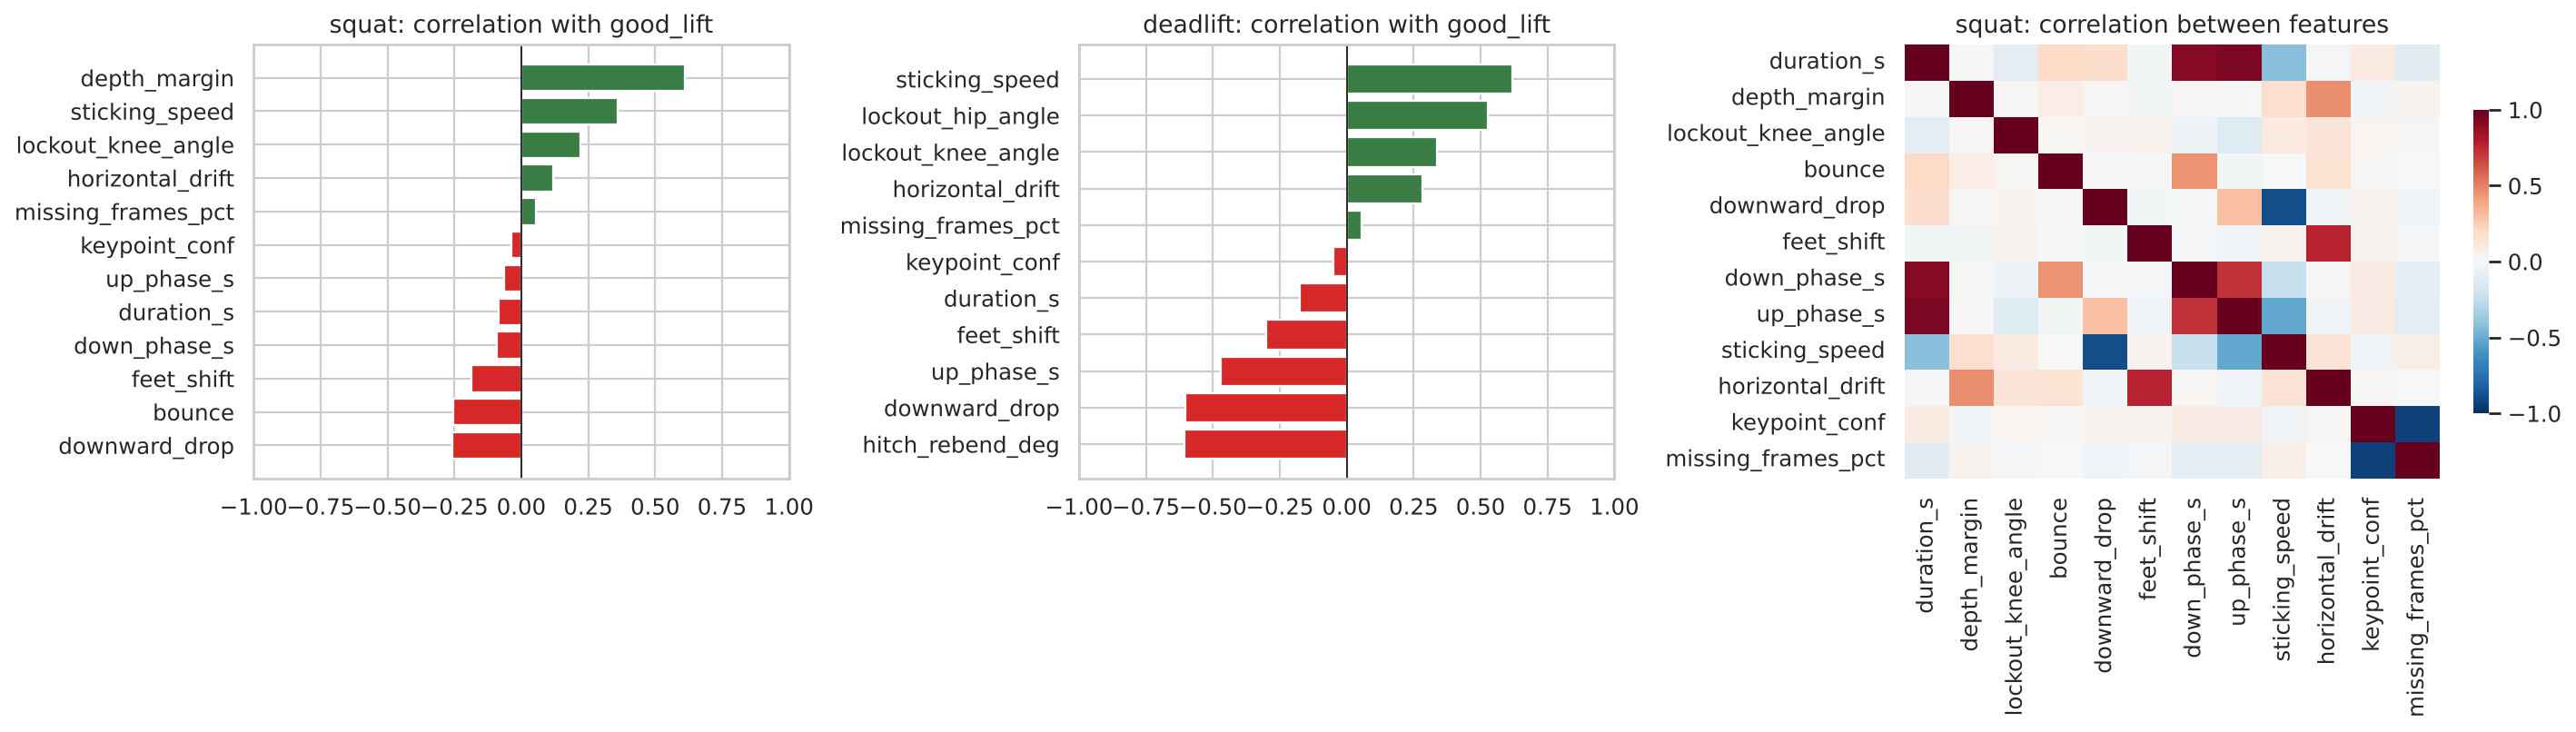 squat: correlation with good_lift
depth_margin
sticking_speed
lockout_knee_angle
horizontal_drift
missing_frames_pct
keypoint_conf
up_phase_s
duration_s
down_phase_s
feet_shift
bounce
downward_drop
−1.00−0.75−0.50−0.25 0.00 0.25 0.50 0.75 1.00
deadlift: correlation with good_lift
sticking_speed
lockout_hip_angle
lockout_knee_angle
horizontal_drift
missing_frames_pct
keypoint_conf
duration_s
feet_shift
up_phase_s
downward_drop
hitch_rebend_deg
−1.00−0.75−0.50−0.25 0.00 0.25 0.50 0.75 1.00
squat: correlation between features
duration_s
depth_margin
lockout_knee_angle
bounce
downward_drop
feet_shift
down_phase_s
up_phase_s
sticking_speed
horizontal_drift
keypoint_conf
missing_frames_pct
duration_s
depth_margin
lockout_knee_angle
bounce
downward_drop
feet_shift
down_phase_s
up_phase_s
sticking_speed
horizontal_drift
keypoint_conf
missing_frames_pct
1.0
0.5
0.0
−0.5
−1.0